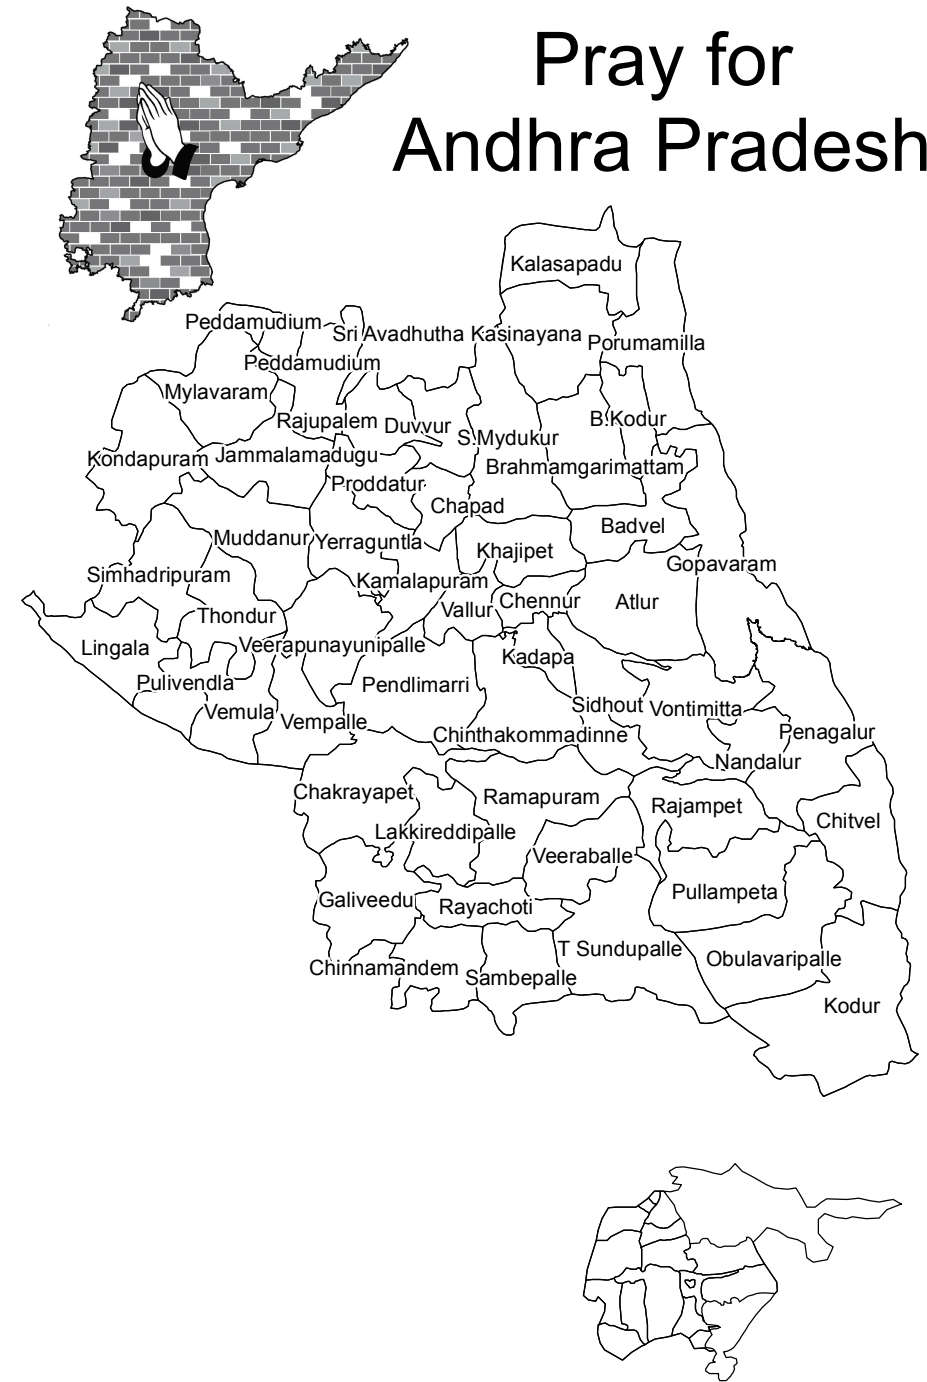 Pray for
Andhra Pradesh
Kalasapadu
Peddamudium
Sri Avadhutha Kasinayana
Porumamilla
Peddamudium
Mylavaram
Rajupalem
Duvvur
B.Kodur
S.Mydukur
Kondapuram
Jammalamadugu
Brahmamgarimattam
Proddatur
Chapad
Badvel
Muddanur
Yerraguntla
Khajipet
Gopavaram
Simhadripuram
Kamalapuram
Vallur
Chennur
Atlur
Thondur
Lingala
Veerapunayunipalle
Kadapa
Pulivendla
Pendlimarri
Vemula
Vempalle
Sidhout
Vontimitta
Chinthakommadinne
Penagalur
Nandalur
Chakrayapet
Ramapuram
Rajampet
Chitvel
Lakkireddipalle
Veeraballe
Galiveedu
Rayachoti
Pullampeta
T Sundupalle
Obulavaripalle
Chinnamandem
Sambepalle
Kodur